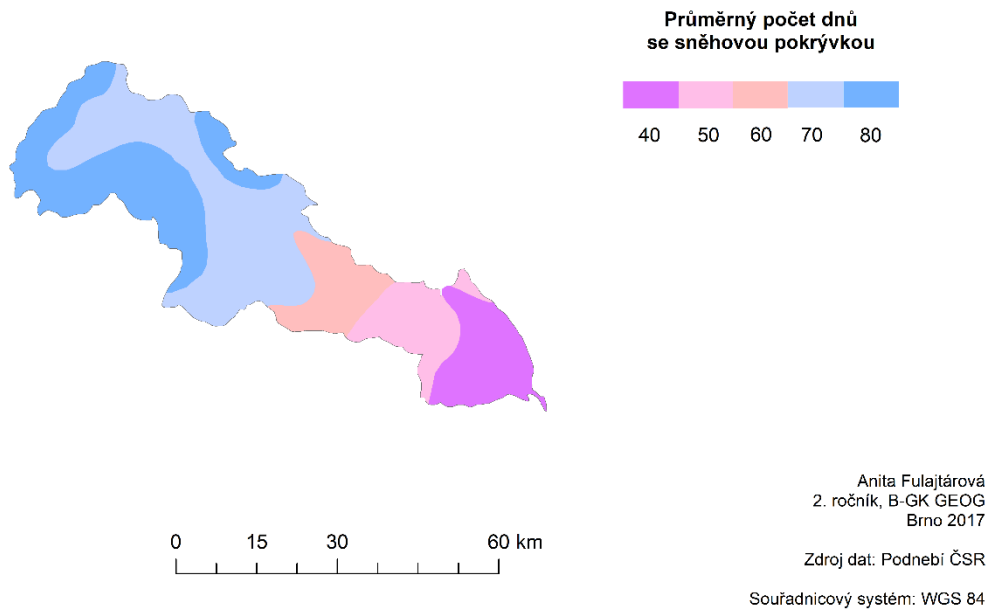 Průměrný počet dnů
se sněhovou pokrývkou
40 50 60 70 80
0 15 30 60 km
Anita Fulajtárová
2. ročník, B-GK GEOG
Brno 2017
Zdroj dat: Podnebí ČSR
Souřadnicový systém: WGS 84